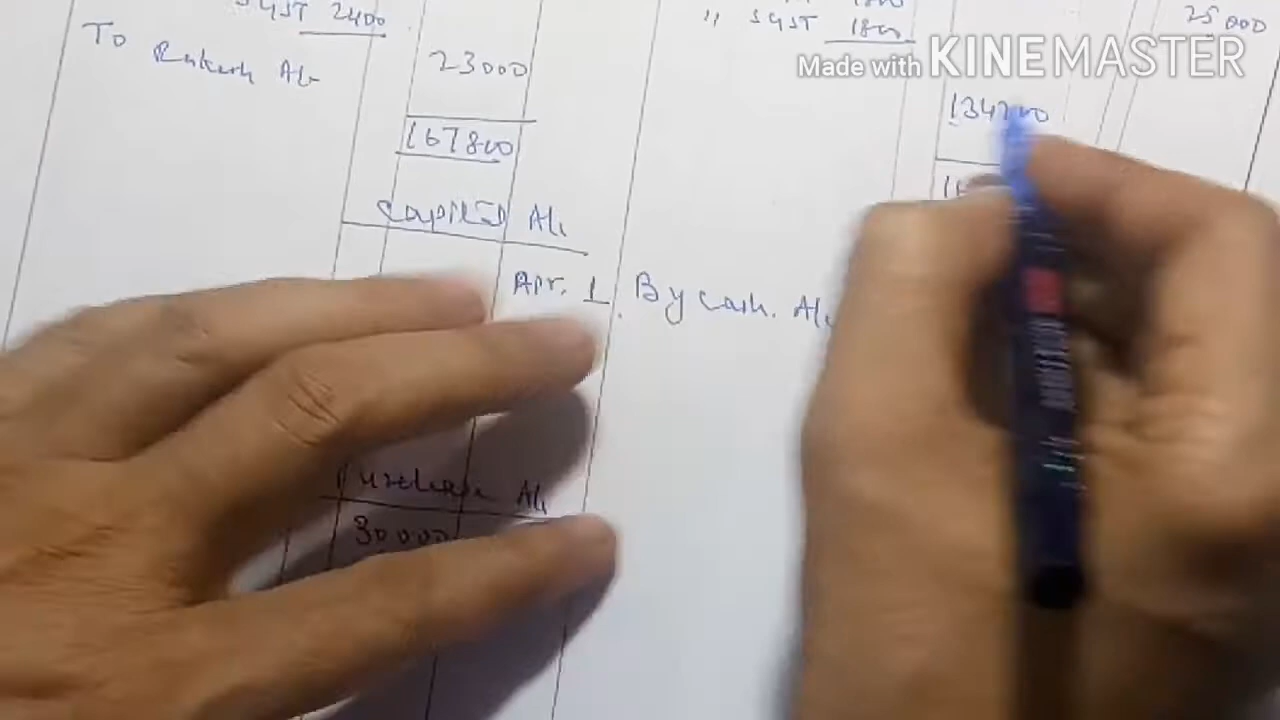 SGST 2400
To Rakesh A/c
23000
167800
Capital A/c
Apr. 1 By Cash. A/c
Purchase A/c
30000
" SGST 1800
25000
Made with KINEMASTER